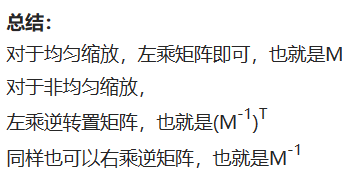 总结：
对于均匀缩放，左乘矩阵即可，也就是M
对于非均匀缩放，
左乘逆转置矩阵，也就是(M⁻¹)ᵀ
同样也可以右乘逆矩阵，也就是M⁻¹